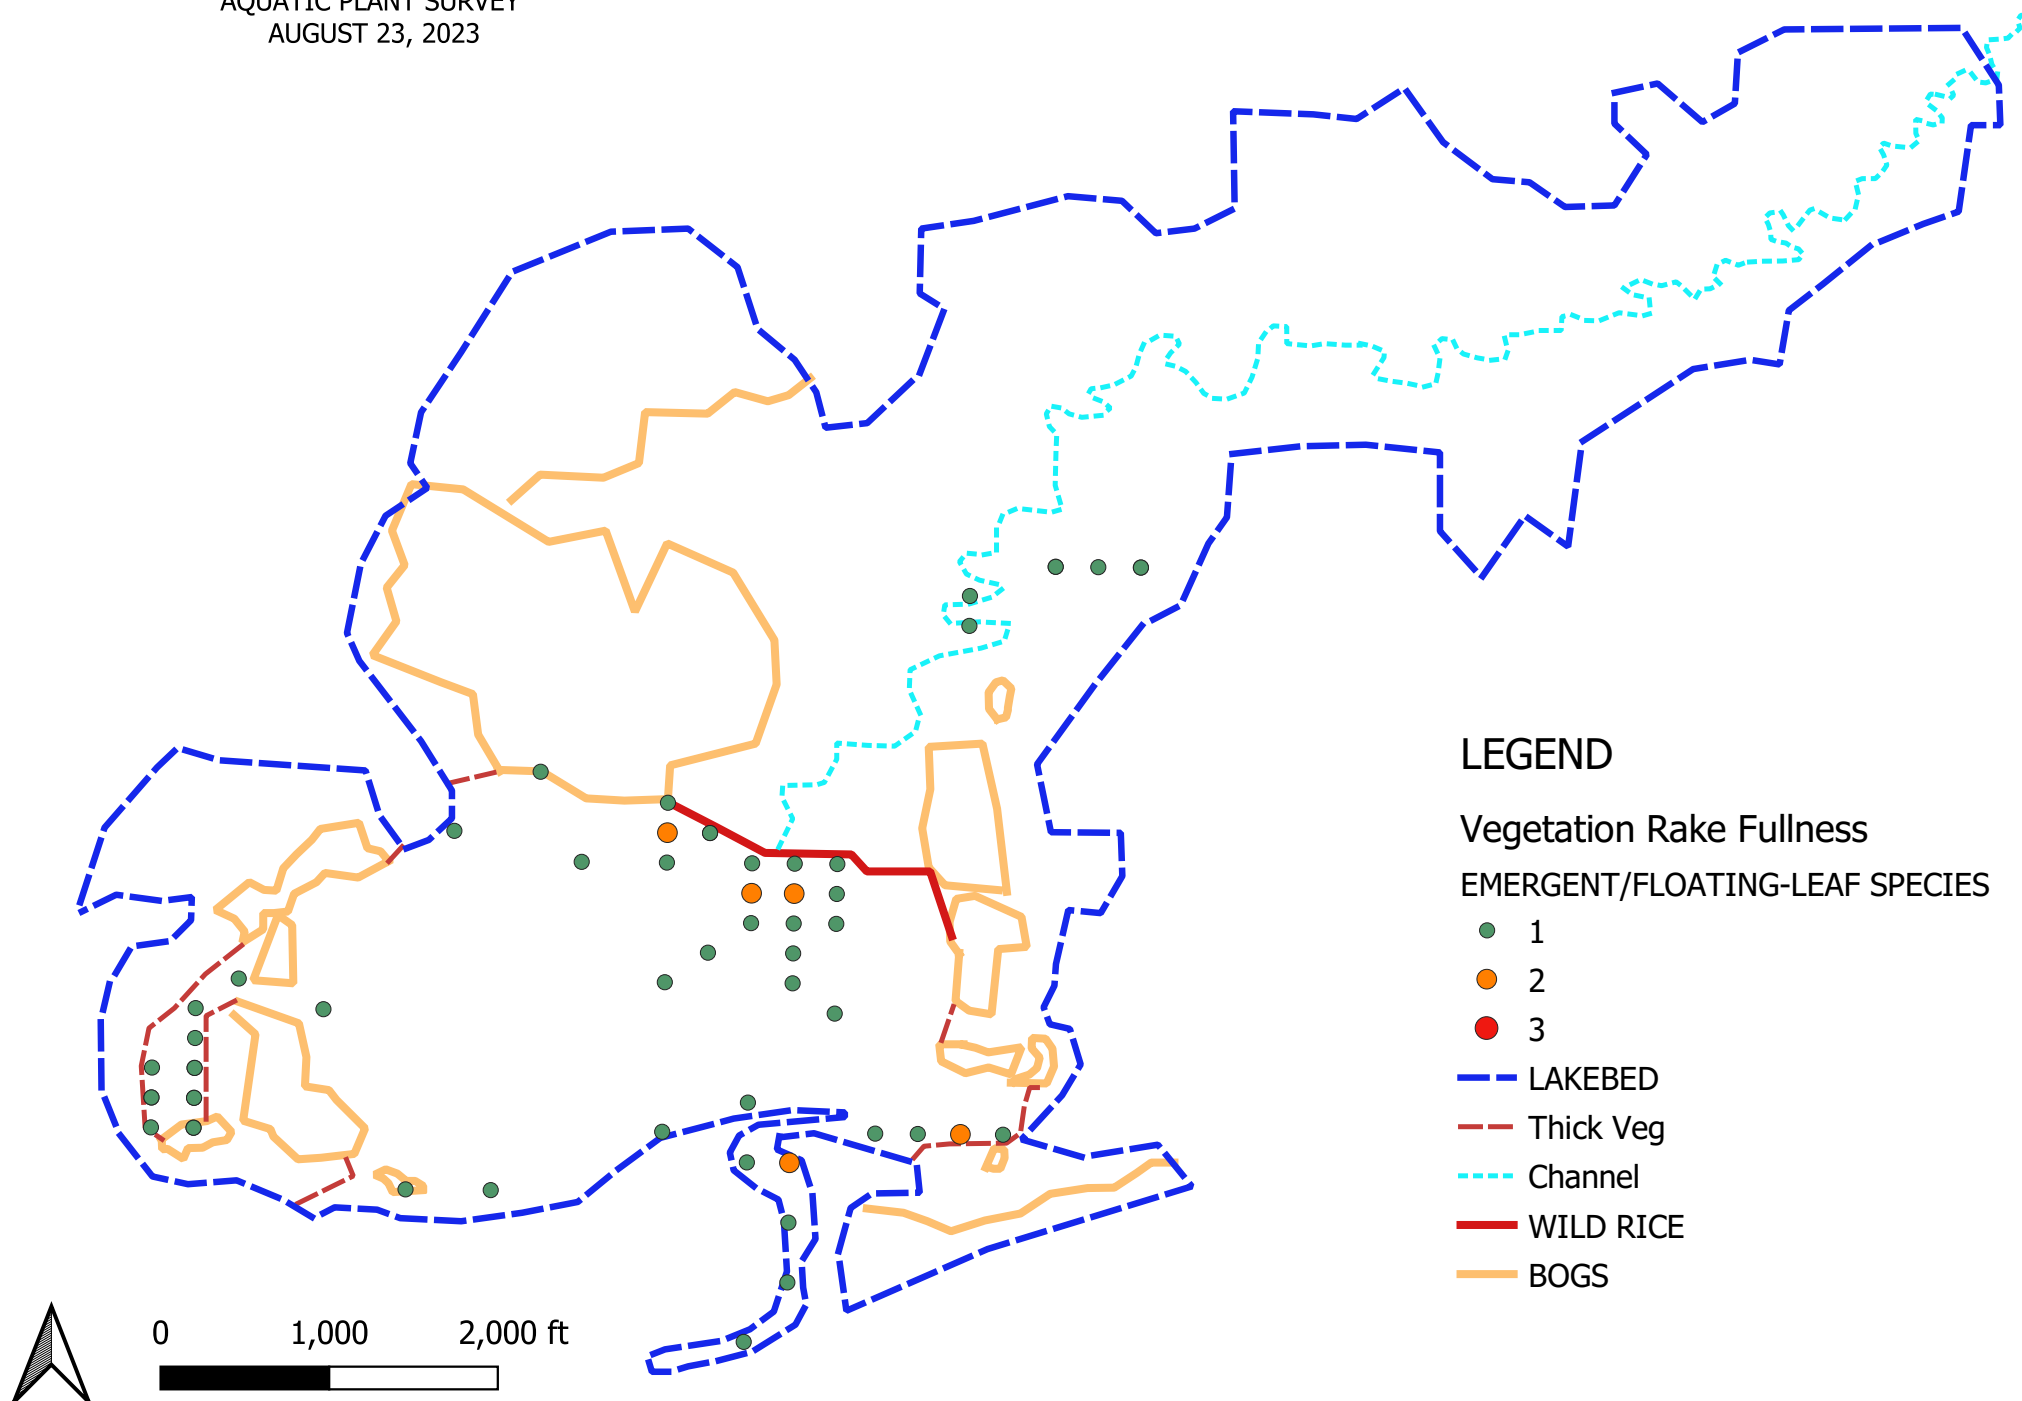 AQUATIC PLANT SURVEY
AUGUST 23, 2023
LEGEND
Vegetation Rake Fullness
EMERGENT/FLOATING-LEAF SPECIES
1
2
3
LAKEBED
Thick Veg
Channel
WILD RICE
BOGS
0 1,000 2,000 ft